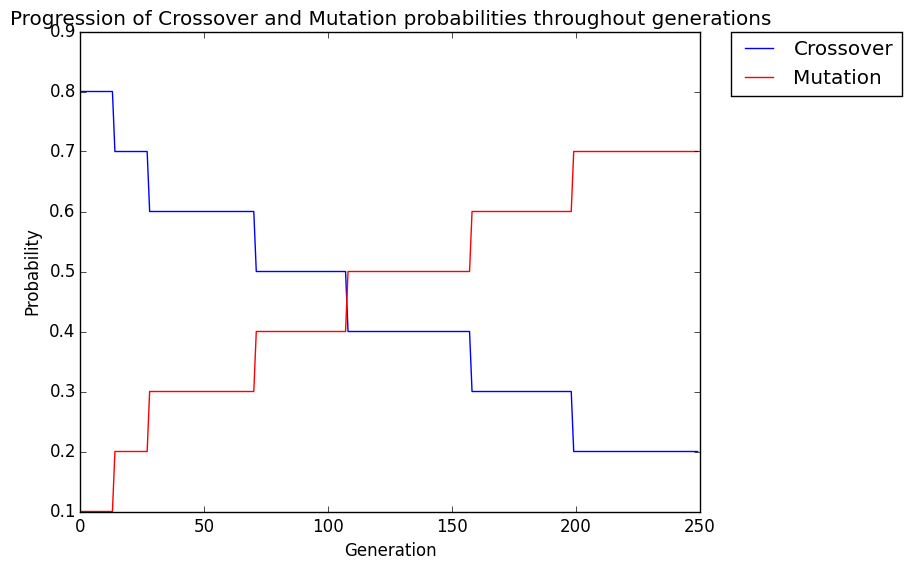 Progression of Crossover and Mutation probabilities throughout generations
Crossover
Mutation
0.9
0.8
0.7
0.6
0.5
0.4
0.3
0.2
0.1
Probability
0 50 100 150 200 250
Generation